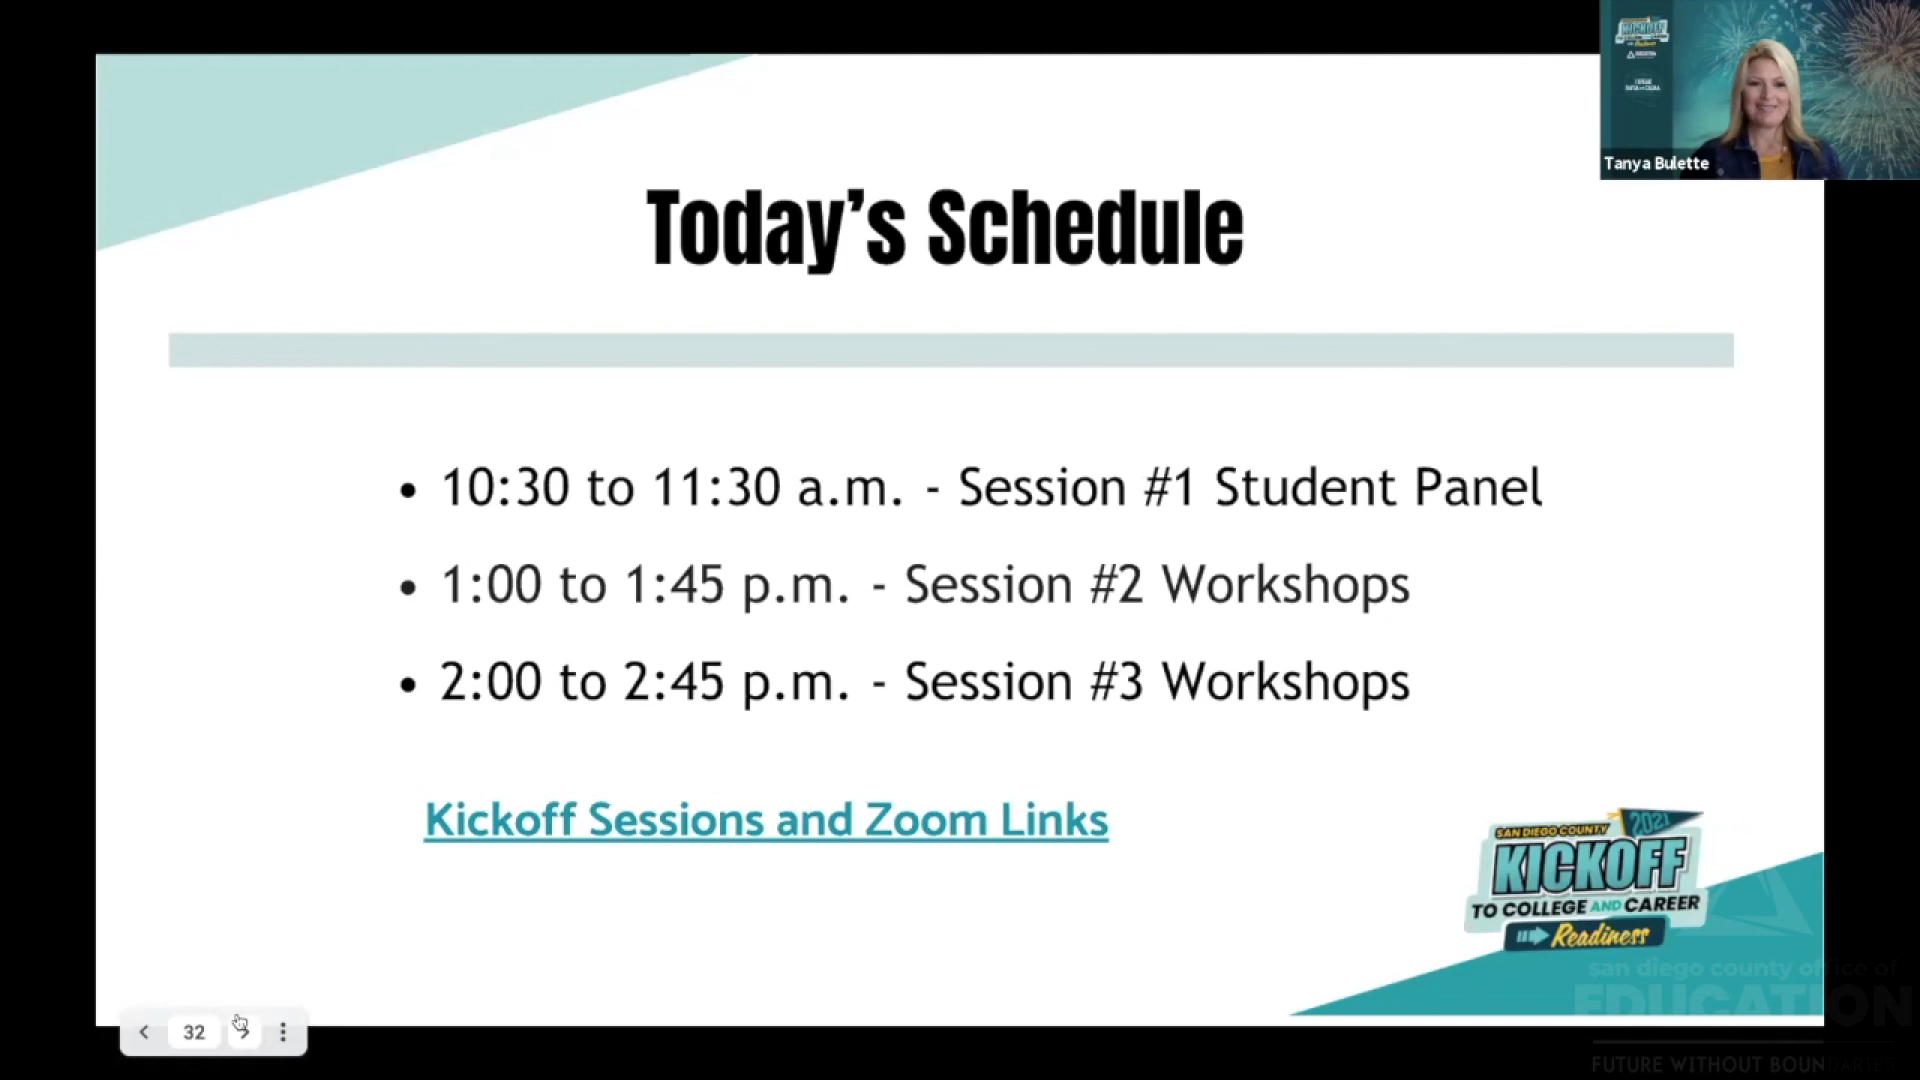 KICKOFF
Tanya Bulette
Today’s Schedule
• 10:30 to 11:30 a.m. - Session #1 Student Panel
• 1:00 to 1:45 p.m. - Session #2 Workshops
• 2:00 to 2:45 p.m. - Session #3 Workshops
Kickoff Sessions and Zoom Links
SAN DIEGO COUNTY 2021
KICKOFF
TO COLLEGE AND CAREER
Readiness
san diego county office of
EDUCATION
FUTURE WITHOUT BOUNDARIES
32